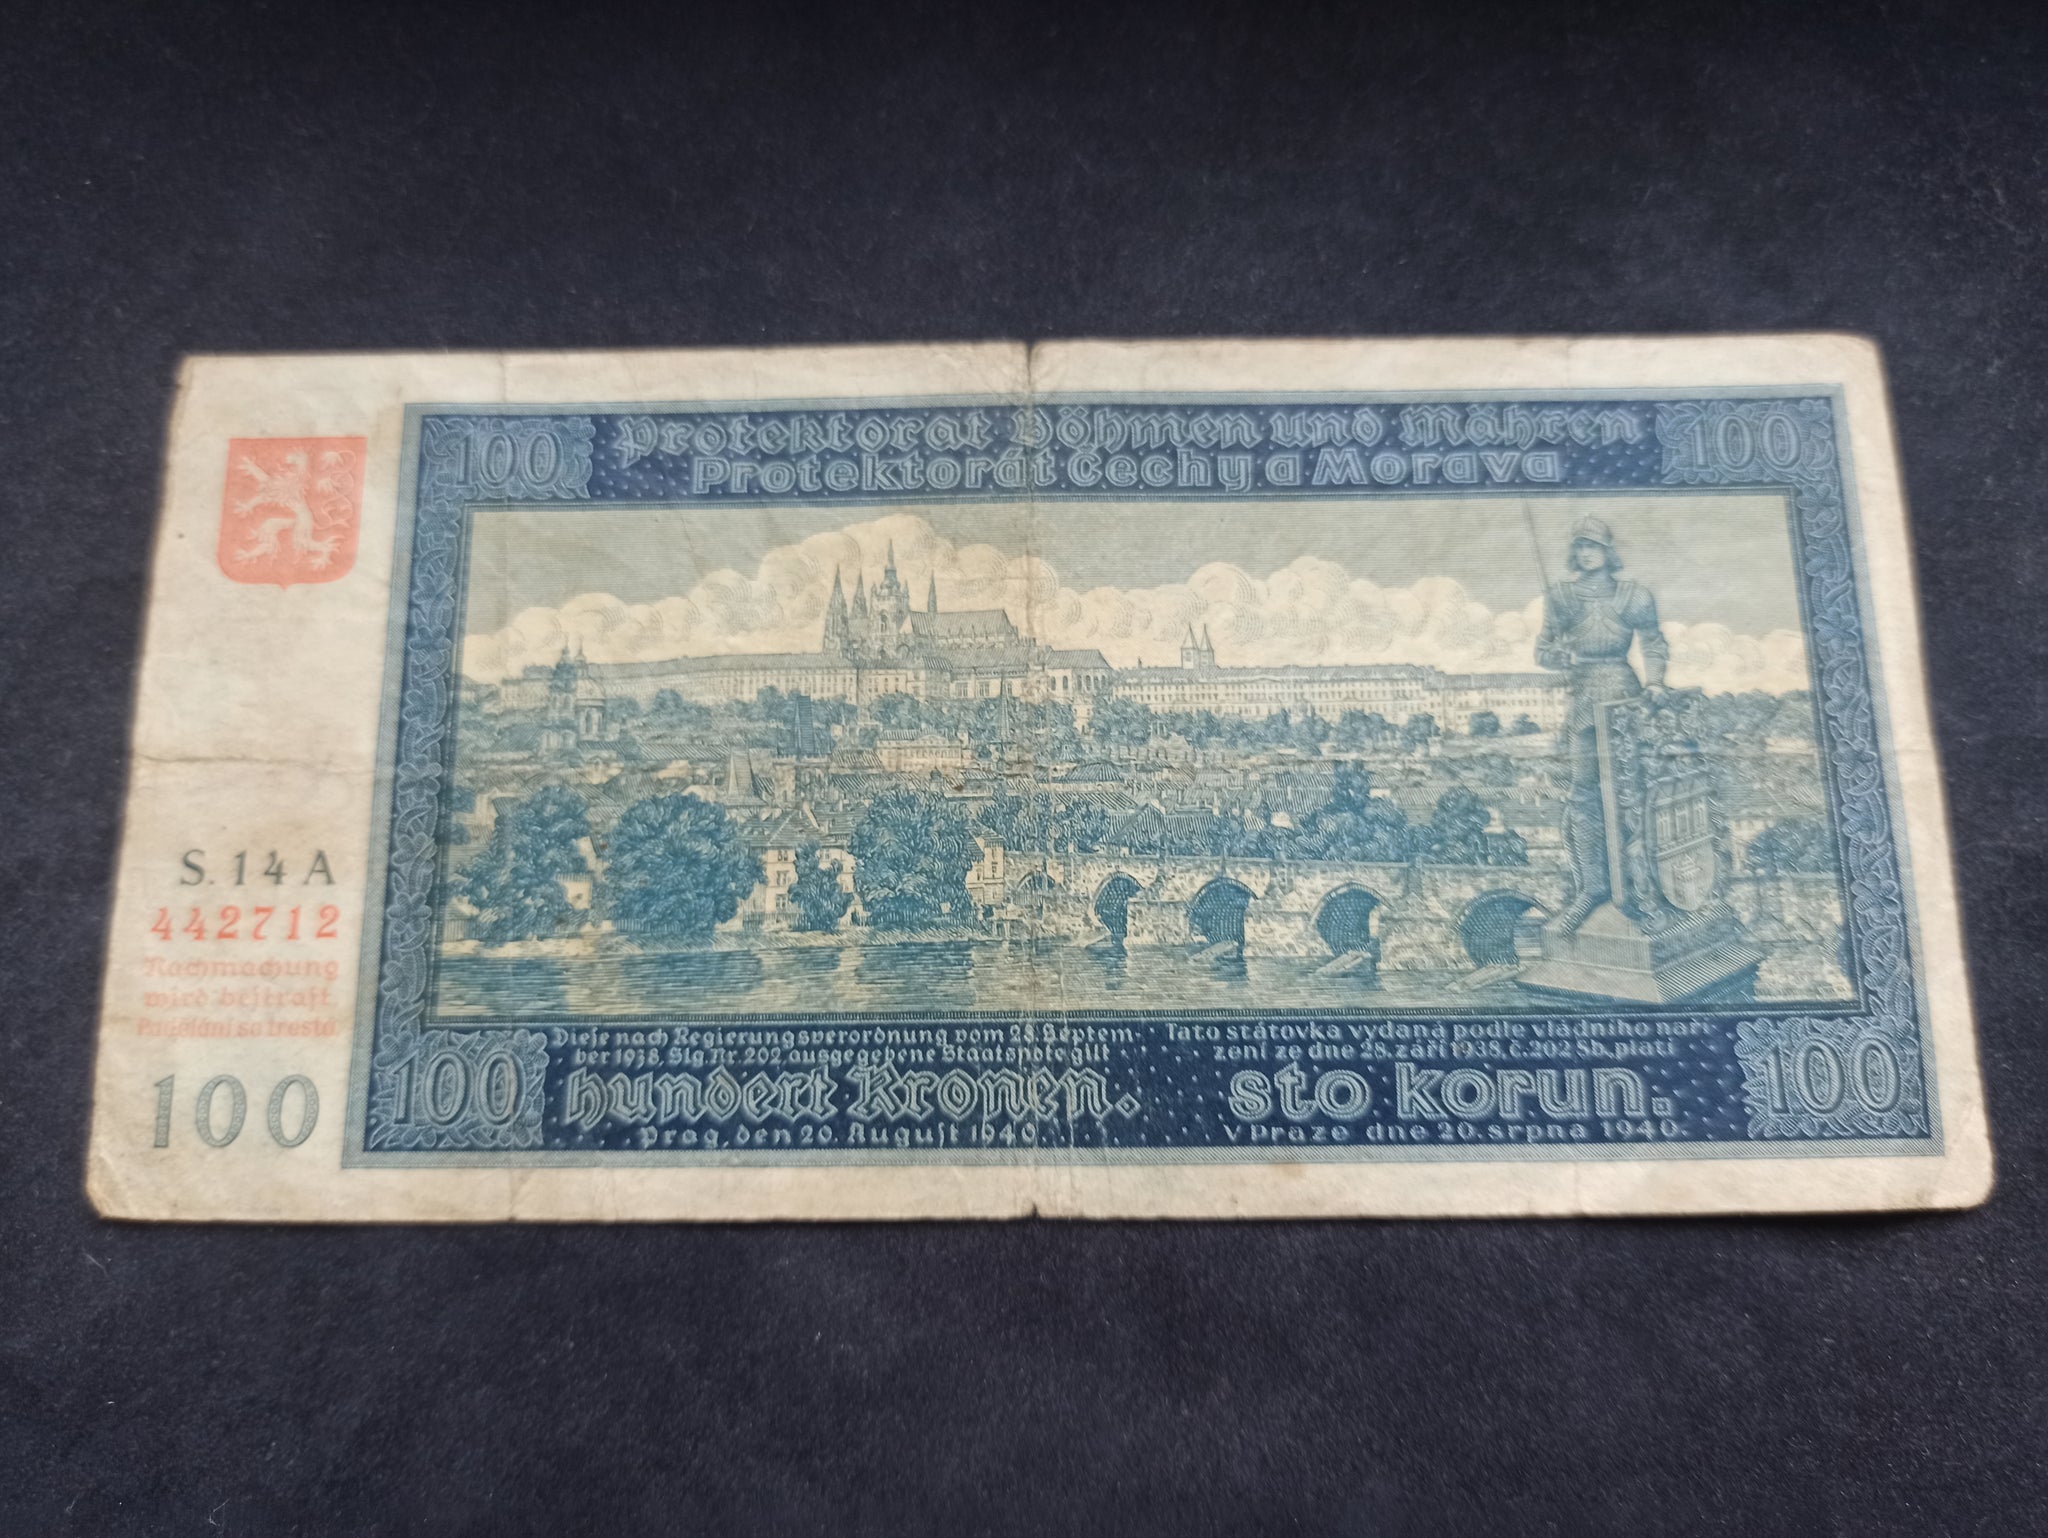 100
Protektorat Böhmen und Mähren
Protektorát Čechy a Morava
100
S. 14 A
442712
Nachmachung
wird bestraft.
Padělání se trestá.
100
100
Diese nach Regierungsverordnung vom 28. Septem-
ber 1938, Slg. Nr. 202, ausgegebene Staatsnote gilt
hundert Kronen.
Prag, den 20. August 1940.
Tato státovka vydaná podle vládního naří-
zení ze dne 28. září 1938, č. 202 Sb., platí
sto korun.
V Praze dne 20. srpna 1940.
100